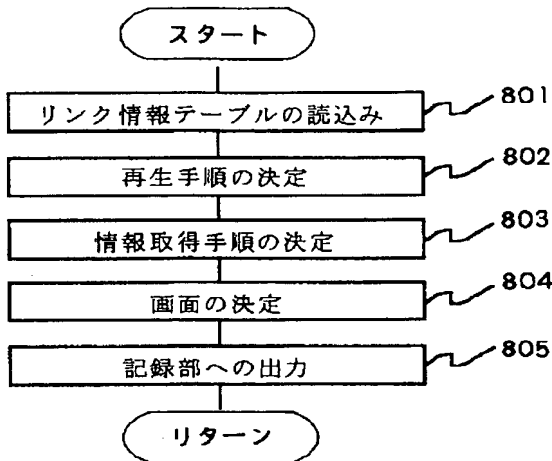 スタート
リンク情報テーブルの読込み
801
再生手順の決定
802
情報取得手順の決定
803
画面の決定
804
記録部への出力
805
リターン